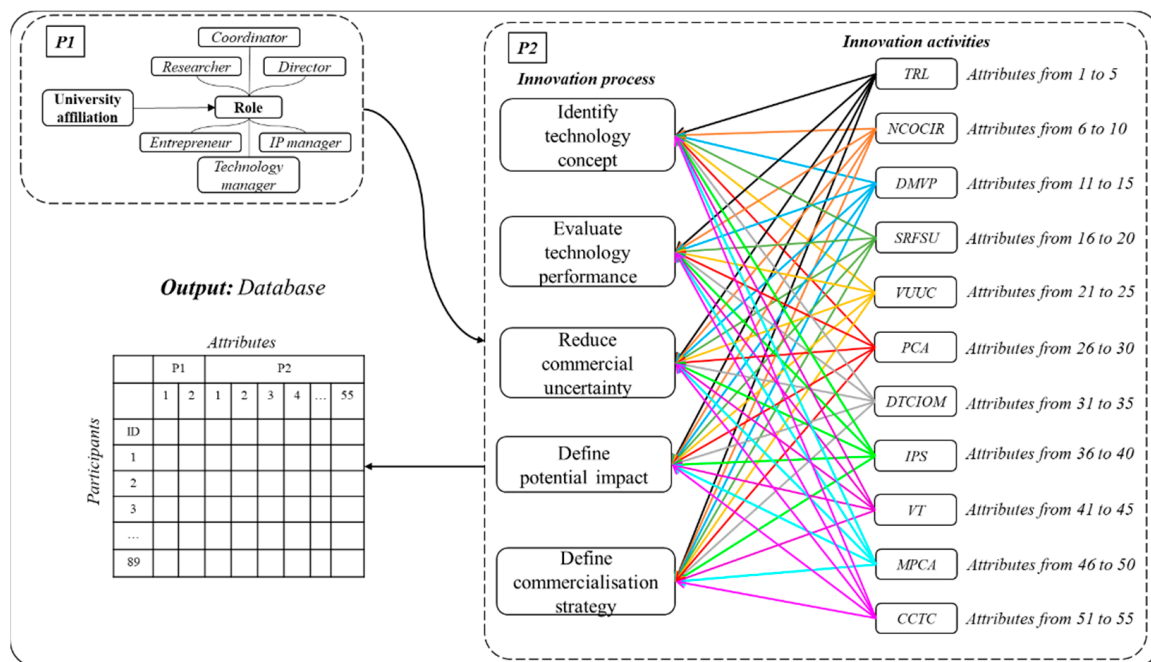 P1
Coordinator
Researcher
Director
University
affiliation
Role
Entrepreneur
IP manager
Technology
manager
Output: Database
Attributes
P1
P2
1
2
1
2
3
4
…
55
Participants
ID
1
2
3
…
89
P2
Innovation process
Innovation activities
Identify
technology
concept
Evaluate
technology
performance
Reduce
commercial
uncertainty
Define
potential impact
Define
commercialisation
strategy
TRL
Attributes from 1 to 5
NCOCIR
Attributes from 6 to 10
DMVP
Attributes from 11 to 15
SRFSU
Attributes from 16 to 20
VUUC
Attributes from 21 to 25
PCA
Attributes from 26 to 30
DTCIOM
Attributes from 31 to 35
IPS
Attributes from 36 to 40
VT
Attributes from 41 to 45
MPCA
Attributes from 46 to 50
CCTC
Attributes from 51 to 55